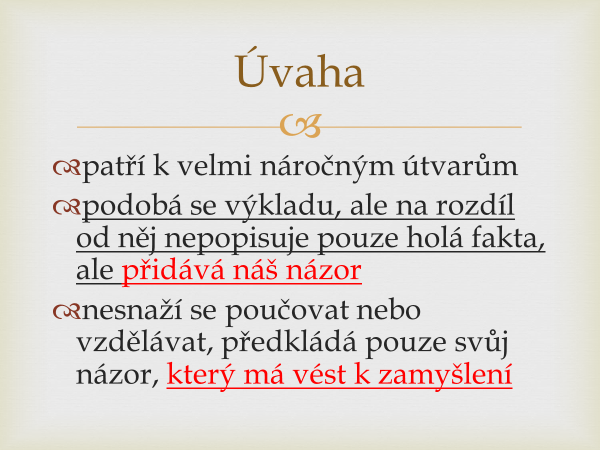 Úvaha
patří k velmi náročným útvarům
podobá se výkladu, ale na rozdíl
od něj nepopisuje pouze holá fakta,
ale přidává náš názor
nesnaží se poučovat nebo
vzdělávat, předkládá pouze svůj
názor, který má vést k zamyšlení